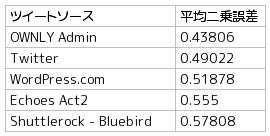 ツイートソース 平均二乗誤差
OWNLY Admin 0.43806
Twitter 0.49022
WordPress.com 0.51878
Echoes Act2 0.555
Shuttlerock - Bluebird 0.57808